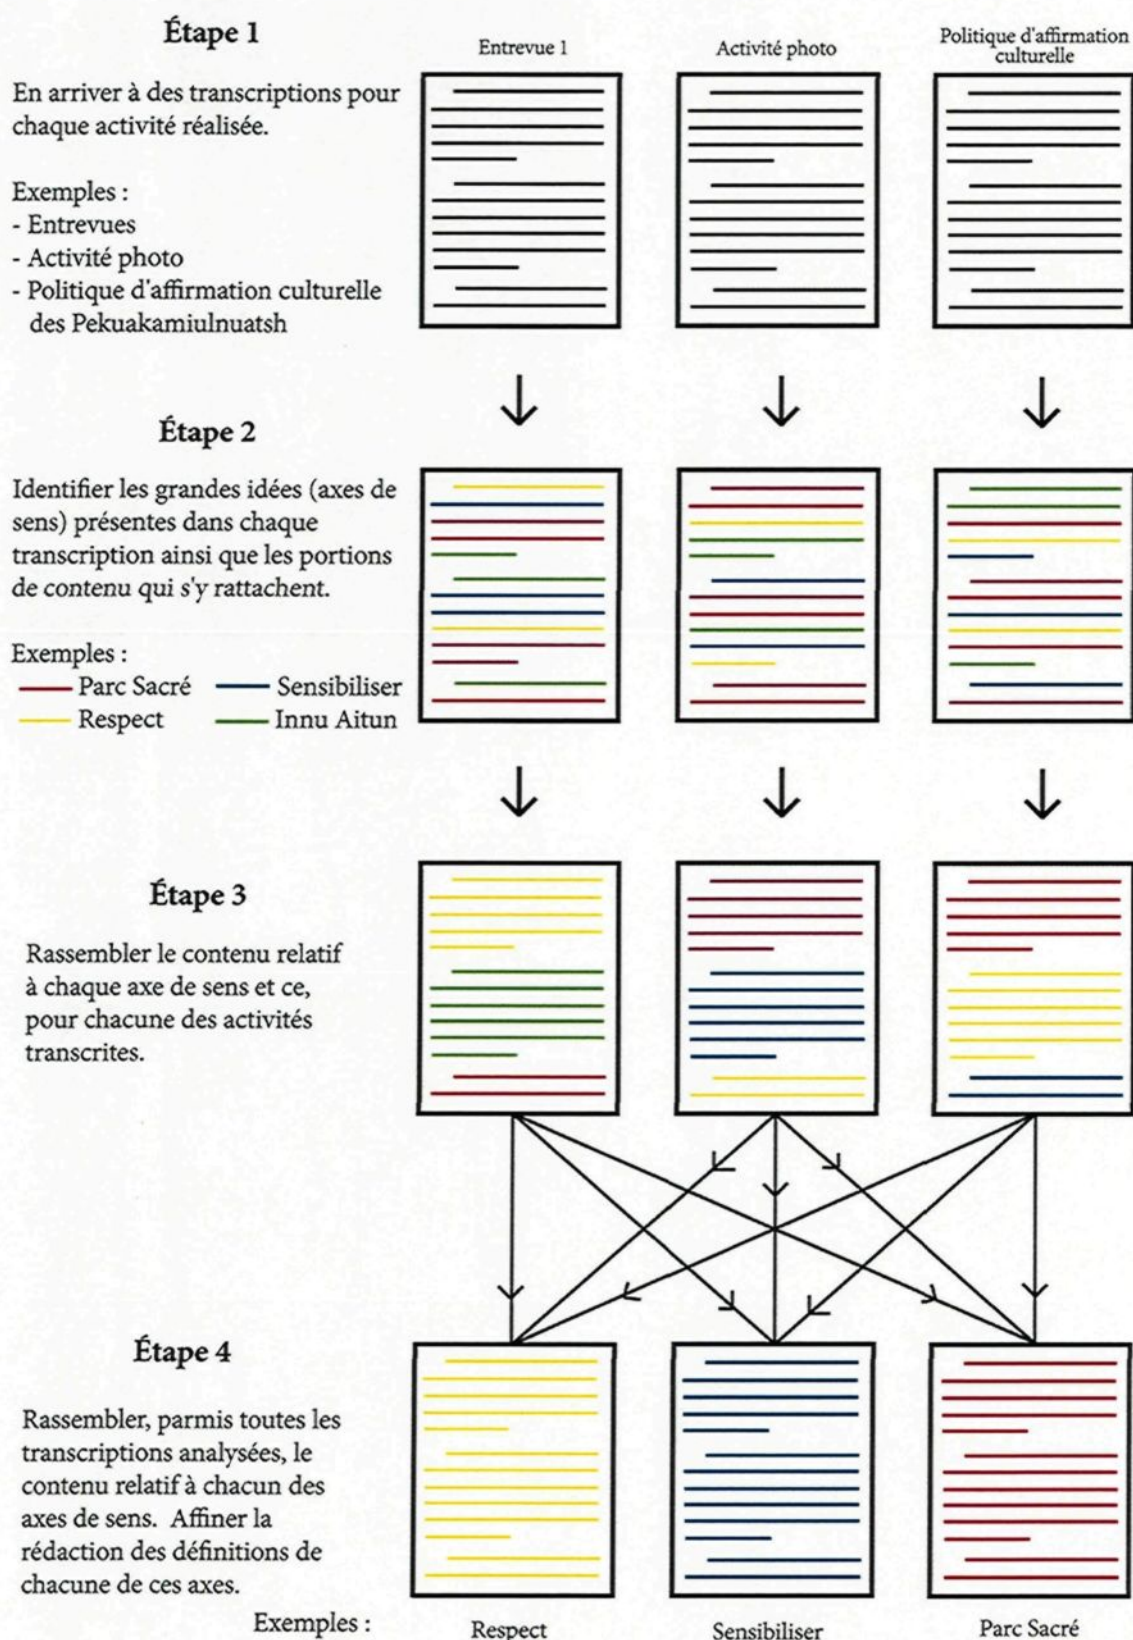 Étape 1
Entrevue 1
Activité photo
Politique d'affirmation
culturelle
En arriver à des transcriptions pour
chaque activité réalisée.
Exemples :
- Entrevues
- Activité photo
- Politique d'affirmation culturelle
des Pekuakamiulnuatsh
Étape 2
Identifier les grandes idées (axes de
sens) présentes dans chaque
transcription ainsi que les portions
de contenu qui s'y rattachent.
Exemples :
Parc Sacré
Sensibiliser
Respect
Innu Aitun
Étape 3
Rassembler le contenu relatif
à chaque axe de sens et ce,
pour chacune des activités
transcrites.
Étape 4
Rassembler, parmis toutes les
transcriptions analysées, le
contenu relatif à chacun des
axes de sens. Affiner la
rédaction des définitions de
chacune de ces axes.
Exemples :
Respect
Sensibiliser
Parc Sacré